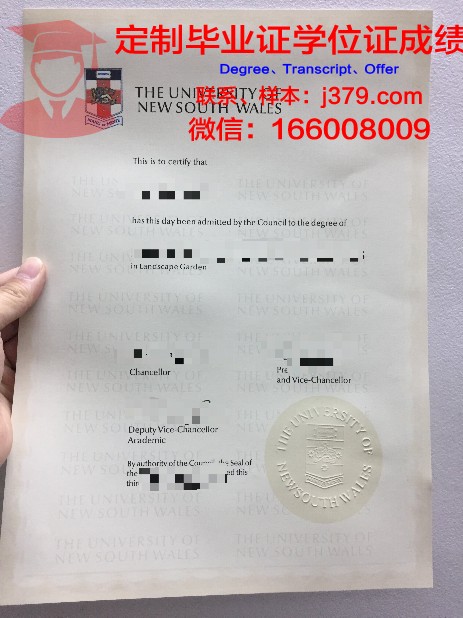 定制毕业证学位证成绩
Degree、Transcript、Offer
THE UNIVERSITY OF
NEW SOUTH WALES
联系，样本：j379.com
微信：166008009
This is to certify that
has this day been admitted by the Council to the degree of
in Landscape Garden
Chancellor
and Vice-Chancellor
Deputy Vice-Chancellor
Academic
By authority of the Council, the Seal of
the
ed this
thir
THE UNIVERSITY OF
NEW SOUTH WALES